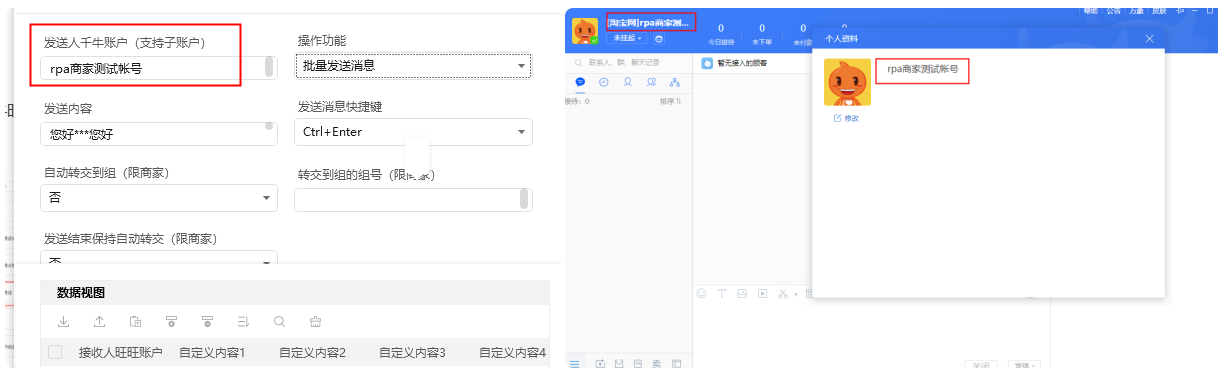 发送人千牛账户（支持子账户）
rpa商家测试帐号
操作功能
批量发送消息
发送内容
您好***您好
发送消息快捷键
Ctrl+Enter
自动转交到组（限商家）
否
转交到组的组号（限商家）
发送结束保持自动转交（限商家）
否
数据视图
接收人旺旺账户 自定义内容1 自定义内容2 自定义内容3 自定义内容4
[淘宝网]rpa商家测...
未挂起
0 0 0 0
今日接待 未下单 未付款
帮助 公告 万象 皮肤
联系人、群、聊天记录
暂无接入的顾客
接待：0 排序
个人资料
rpa商家测试帐号
修改
卖
关闭 发送